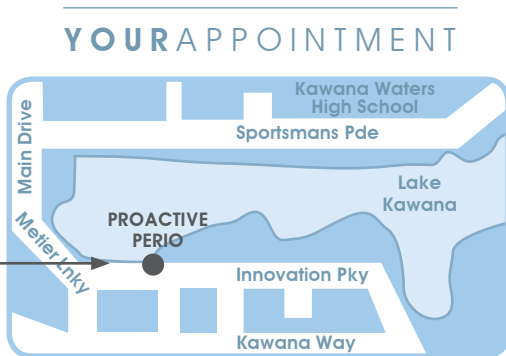 YOURAPPOINTMENT
Kawana Waters
High School
Sportsmans Pde
Main Drive
Lake
Kawana
PROACTIVE
PERIO
Metier Lnky
Innovation Pky
Kawana Way